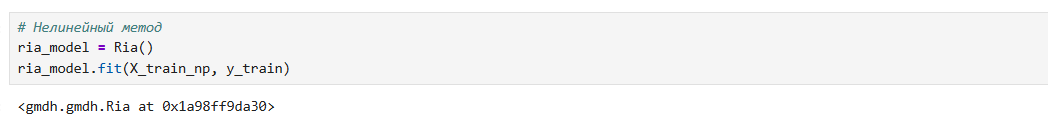 # Нелинейный метод
ria_model = Ria()
ria_model.fit(X_train_np, y_train)
<gmdh.gmdh.Ria at 0x1a98ff9da30>